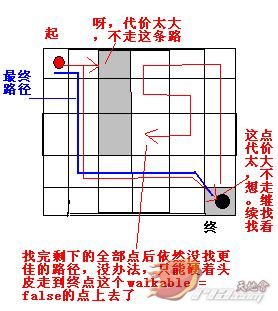 起
呀，代价太大
，不走这条路
最终
路径
这点
代价
太大
，不
想走
。继
续找
找看
终
找完剩下的全部点后依然没找更
佳的路径，没办法，只能硬着头
皮走到终点这个walkable =
false的点上去了